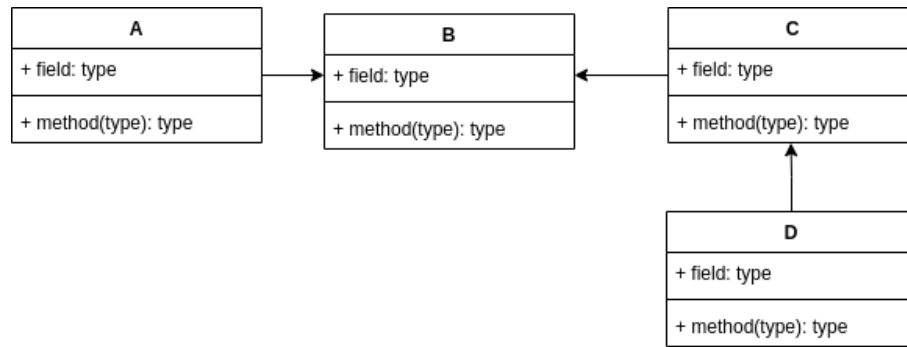 A
+ field: type
+ method(type): type
B
+ field: type
+ method(type): type
C
+ field: type
+ method(type): type
D
+ field: type
+ method(type): type